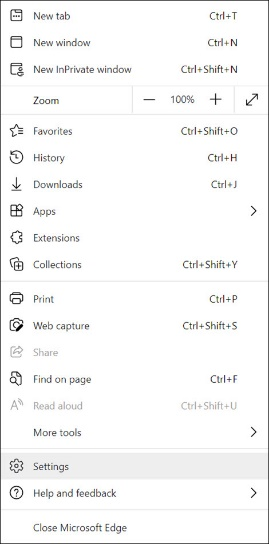 New tab Ctrl+T
New window Ctrl+N
New InPrivate window Ctrl+Shift+N
Zoom — 100% +
Favorites Ctrl+Shift+O
History Ctrl+H
Downloads Ctrl+J
Apps
Extensions
Collections Ctrl+Shift+Y
Print Ctrl+P
Web capture Ctrl+Shift+S
Share
Find on page Ctrl+F
Read aloud Ctrl+Shift+U
More tools
Settings
Help and feedback
Close Microsoft Edge